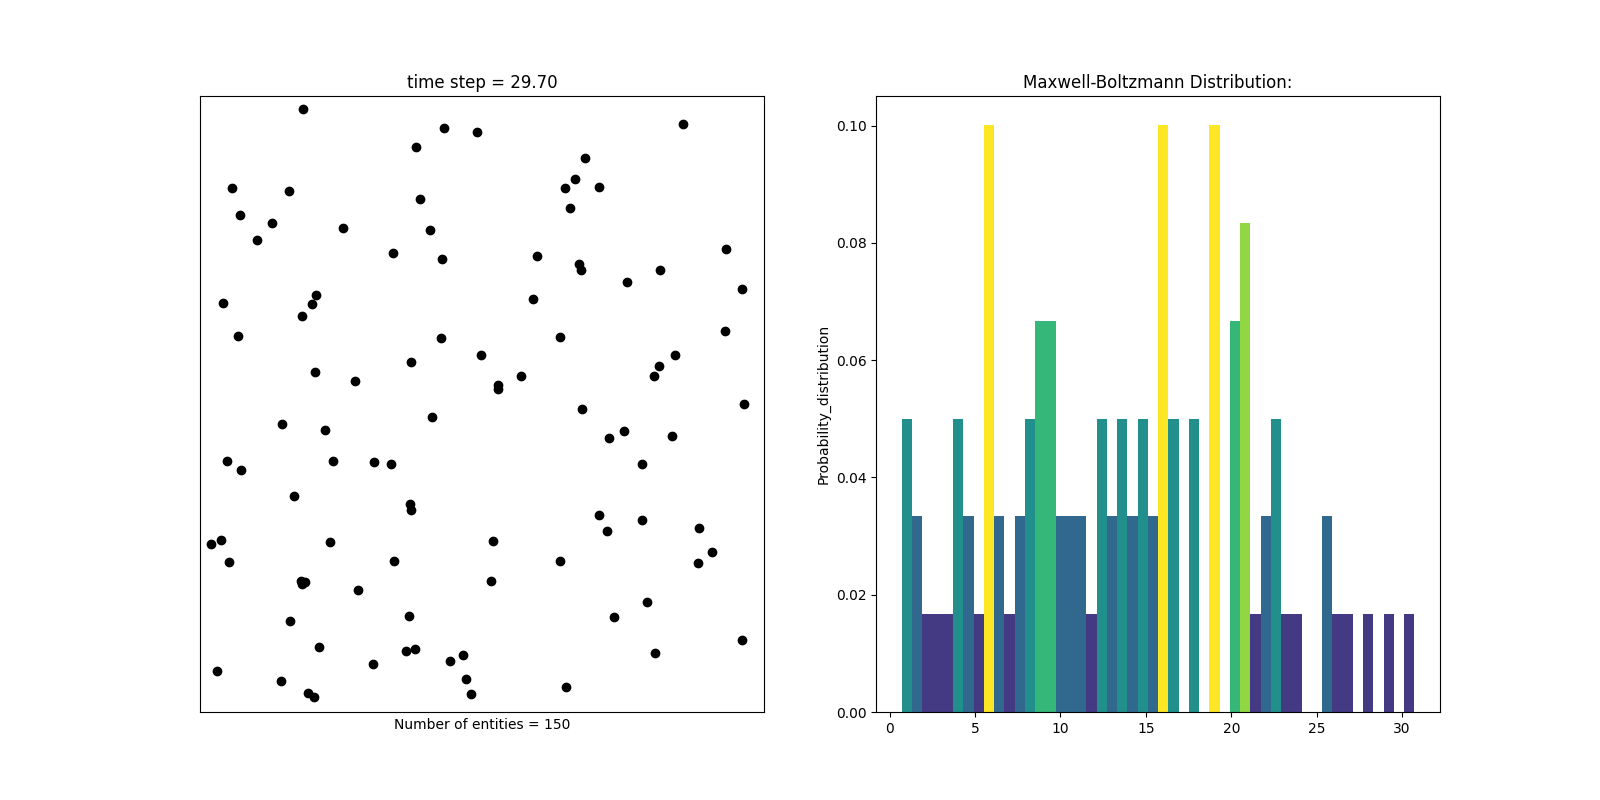 time step = 29.70
Number of entities = 150
Maxwell-Boltzmann Distribution:
Probability_distribution
0.10
0.08
0.06
0.04
0.02
0.00
0 5 10 15 20 25 30